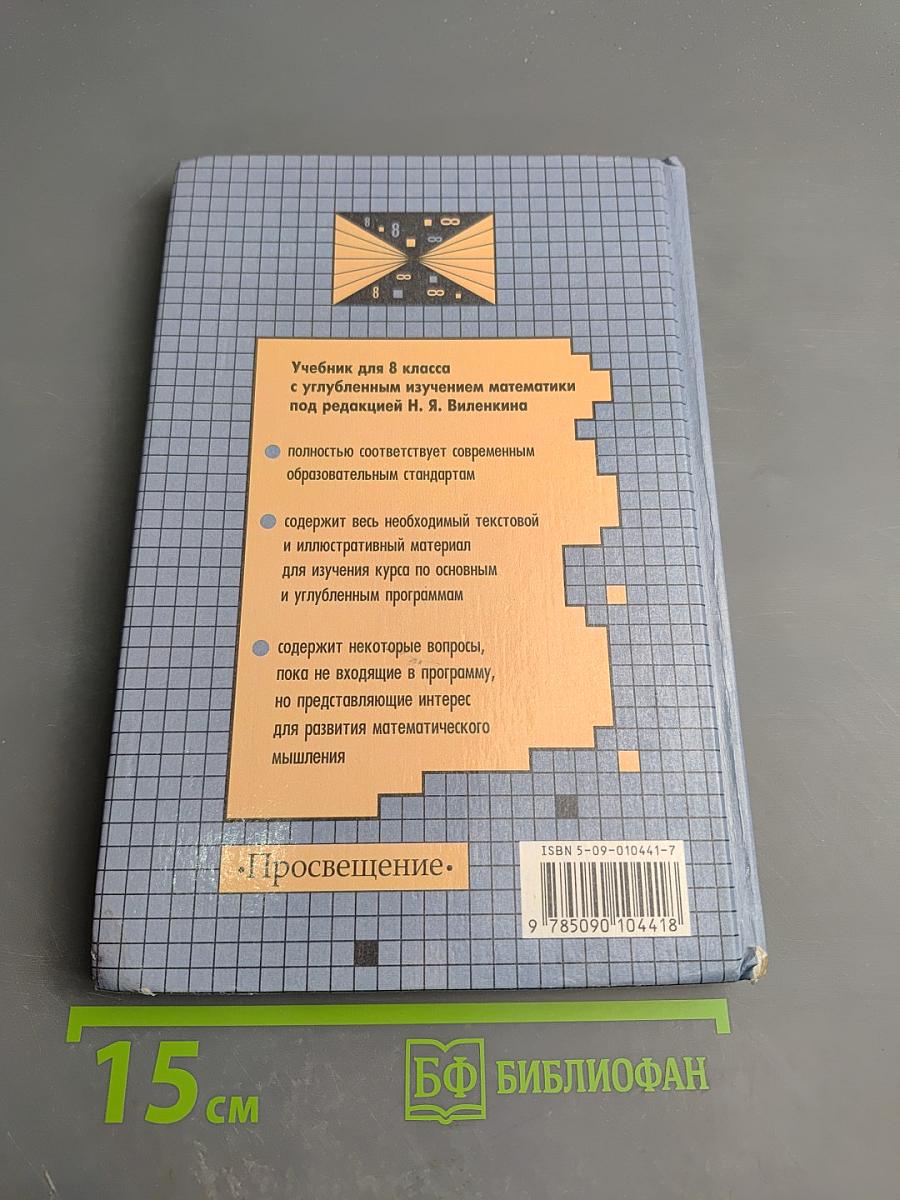 8 8 8
8
8
8 8
Учебник для 8 класса
с углубленным изучением математики
под редакцией Н. Я. Виленкина
полностью соответствует современным
образовательным стандартам
содержит весь необходимый текстовой
и иллюстративный материал
для изучения курса по основным
и углубленным программам
содержит некоторые вопросы,
пока не входящие в программу,
но представляющие интерес
для развития математического
мышления
•Просвещение•
ISBN 5-09-010441-7
9 785090 104418
15 см
БФ БИБЛИОФАН